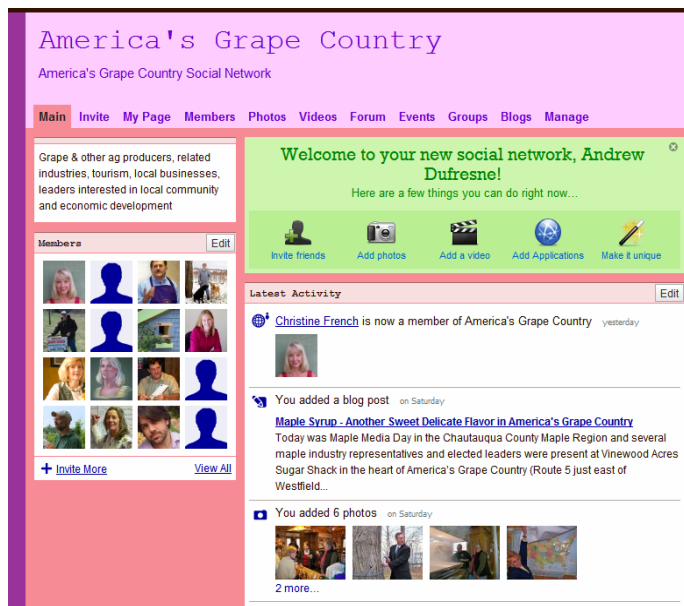 America's Grape Country
America's Grape Country Social Network
Main Invite My Page Members Photos Videos Forum Events Groups Blogs Manage
Grape & other ag producers, related
industries, tourism, local businesses,
leaders interested in local community
and economic development
Members Edit
+ Invite More View All
Welcome to your new social network, Andrew
Dufresne!
Here are a few things you can do right now...
Invite friends Add photos Add a video Add Applications Make it unique
Latest Activity Edit
Christine French is now a member of America's Grape Country yesterday
You added a blog post on Saturday
Maple Syrup - Another Sweet Delicate Flavor in America's Grape Country
Today was Maple Media Day in the Chautauqua County Maple Region and several
maple industry representatives and elected leaders were present at Vinewood Acres
Sugar Shack in the heart of America's Grape Country (Route 5 just east of
Westfield...
You added 6 photos on Saturday
2 more...